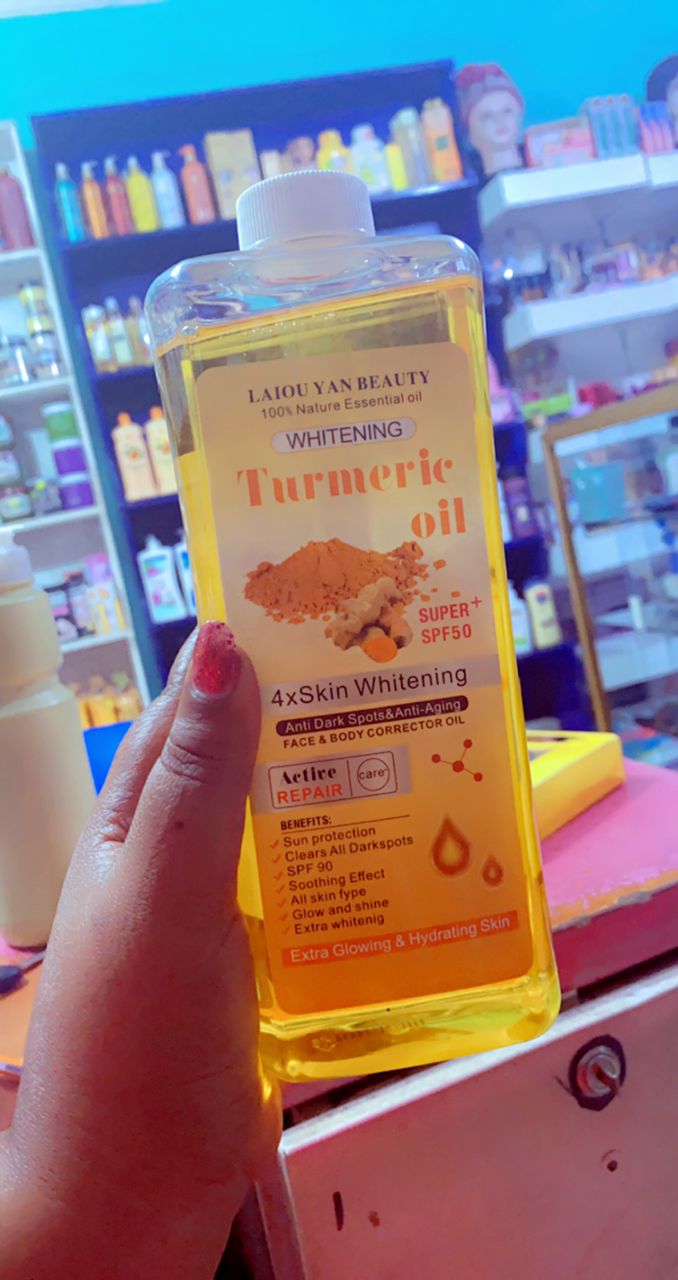 LAIOU YAN BEAUTY
100% Nature Essential oil
WHITENING
Turmeric
oil
SUPER+
SPF50
4xSkin Whitening
Anti Dark Spots&Anti-Aging
FACE & BODY CORRECTOR OIL
Active
REPAIR
care+
BENEFITS:
Sun protection
Clears All Darkspots
SPF 90
Soothing Effect
All skin fype
Glow and shine
Extra whitenig
Extra Glowing & Hydrating Skin